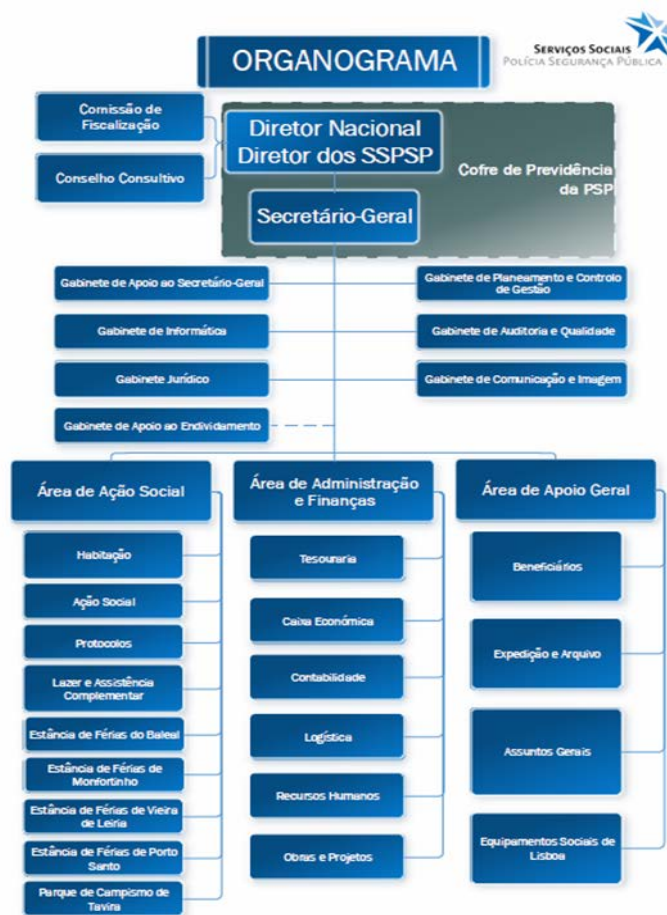 SERVIÇOS SOCIAIS
POLÍCIA SEGURANÇA PÚBLICA
ORGANOGRAMA
Comissão de
Fiscalização
Conselho Consultivo
Diretor Nacional
Diretor dos SSPSP
Cofre de Previdência
da PSP
Secretário-Geral
Gabinete de Apoio ao Secretário-Geral
Gabinete de Planeamento e Controlo
de Gestão
Gabinete de Informática
Gabinete de Auditoria e Qualidade
Gabinete Jurídico
Gabinete de Comunicação e Imagem
Gabinete de Apoio ao Endividamento
Área de Ação Social
Habitação
Ação Social
Protocolos
Lazer e Assistência
Complementar
Estância de Férias do Baleal
Estância de Férias de
Monfortinho
Estância de Férias de Vieira
de Leiria
Estância de Férias de Porto
Santo
Parque de Campismo de
Tavira
Área de Administração
e Finanças
Tesouraria
Caixa Económica
Contabilidade
Logística
Recursos Humanos
Obras e Projetos
Área de Apoio Geral
Beneficiários
Expedição e Arquivo
Assuntos Gerais
Equipamentos Sociais de
Lisboa